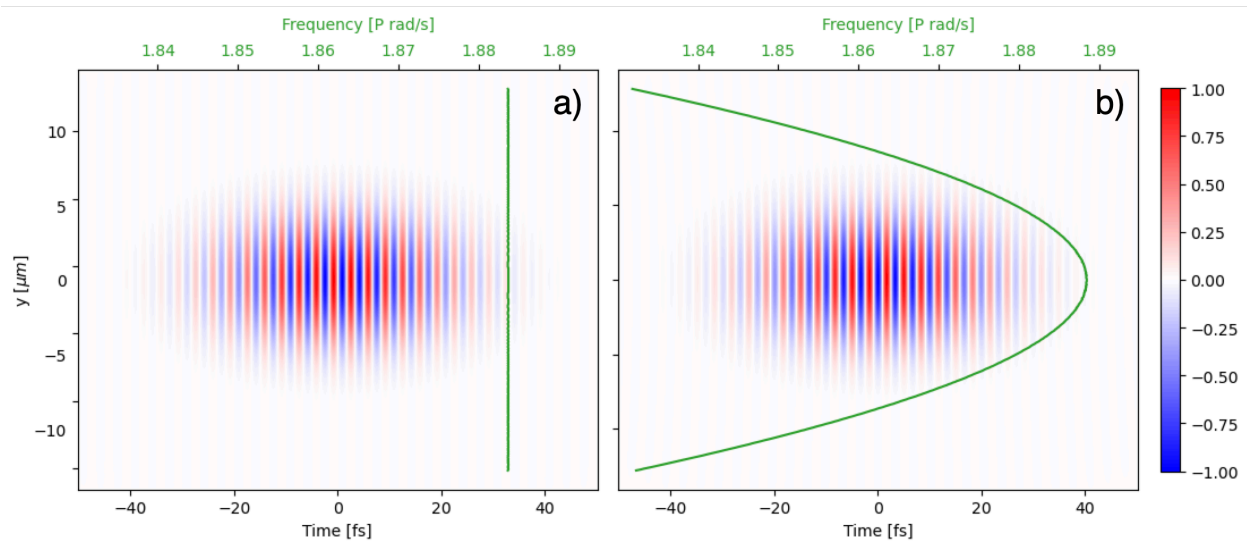 Frequency [P rad/s]
1.84 1.85 1.86 1.87 1.88 1.89
Frequency [P rad/s]
1.84 1.85 1.86 1.87 1.88 1.89
a)
b)
y [μm]
10
5
0
−5
−10
−40 −20 0 20 40
Time [fs]
−40 −20 0 20 40
Time [fs]
1.00
0.75
0.50
0.25
0.00
−0.25
−0.50
−0.75
−1.00